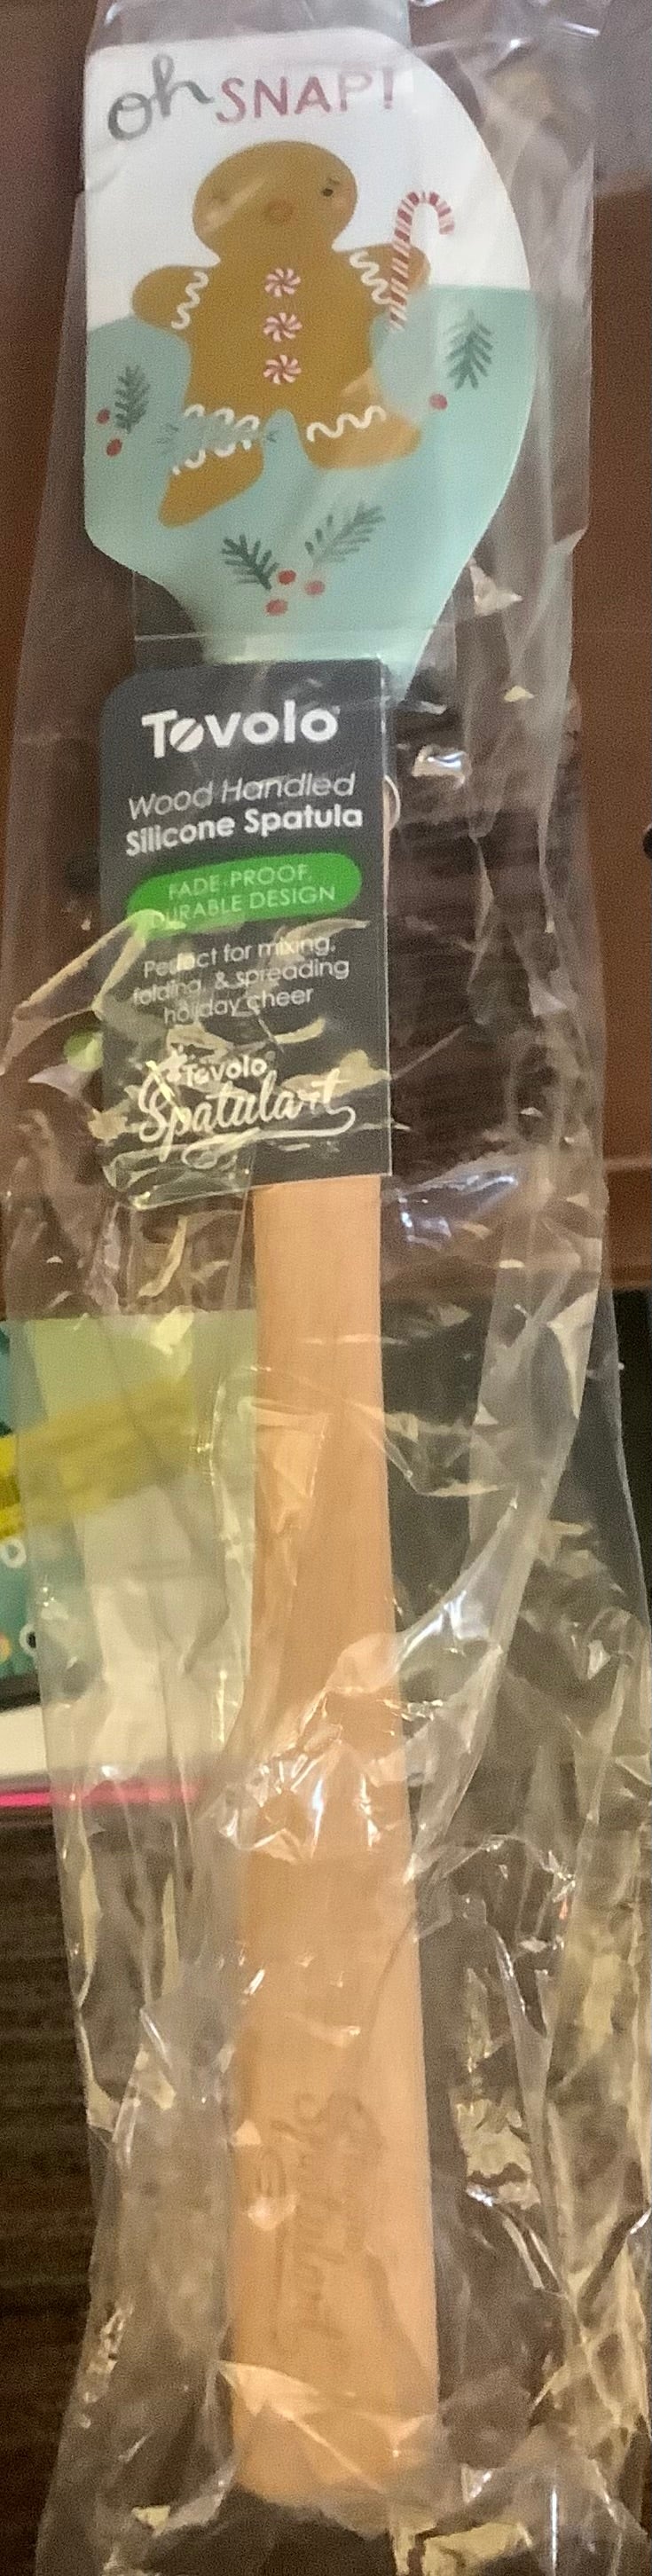 oh SNAP!
Tovolo
Wood Handled
Silicone Spatula
FADE-PROOF,
DURABLE DESIGN
Perfect for mixing,
folding, & spreading
holiday cheer
Tovolo
Spatulart
Spatulart